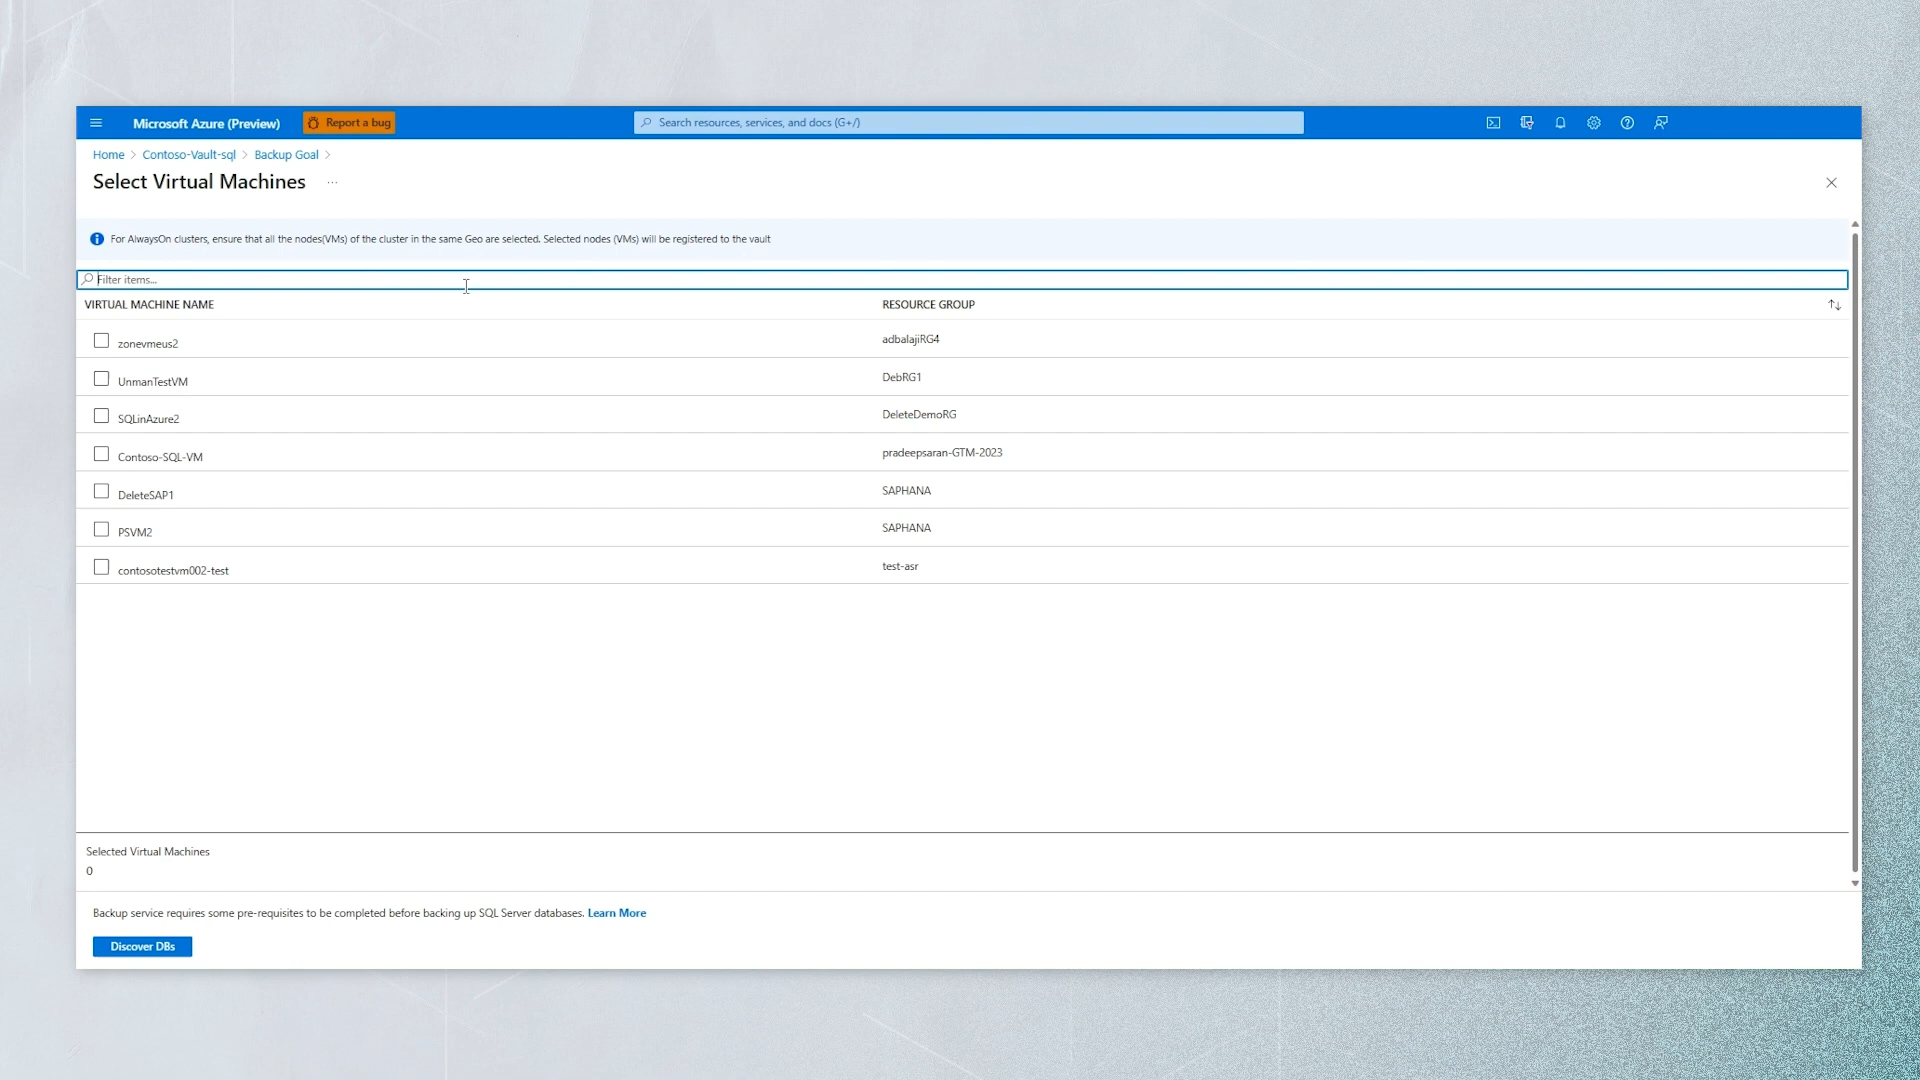 Microsoft Azure (Preview)
Report a bug
Search resources, services, and docs (G+/)
Home > Contoso-Vault-sql > Backup Goal >
Select Virtual Machines ...
For AlwaysOn clusters, ensure that all the nodes(VMs) of the cluster in the same Geo are selected. Selected nodes (VMs) will be registered to the vault
Filter items...
VIRTUAL MACHINE NAME RESOURCE GROUP
zonevmeus2 adbalajiRG4
UnmanTestVM DebRG1
SQLinAzure2 DeleteDemoRG
Contoso-SQL-VM pradeepsaran-GTM-2023
DeleteSAP1 SAPHANA
PSVM2 SAPHANA
contosotestvm002-test test-asr
Selected Virtual Machines
0
Backup service requires some pre-requisites to be completed before backing up SQL Server databases. Learn More
Discover DBs